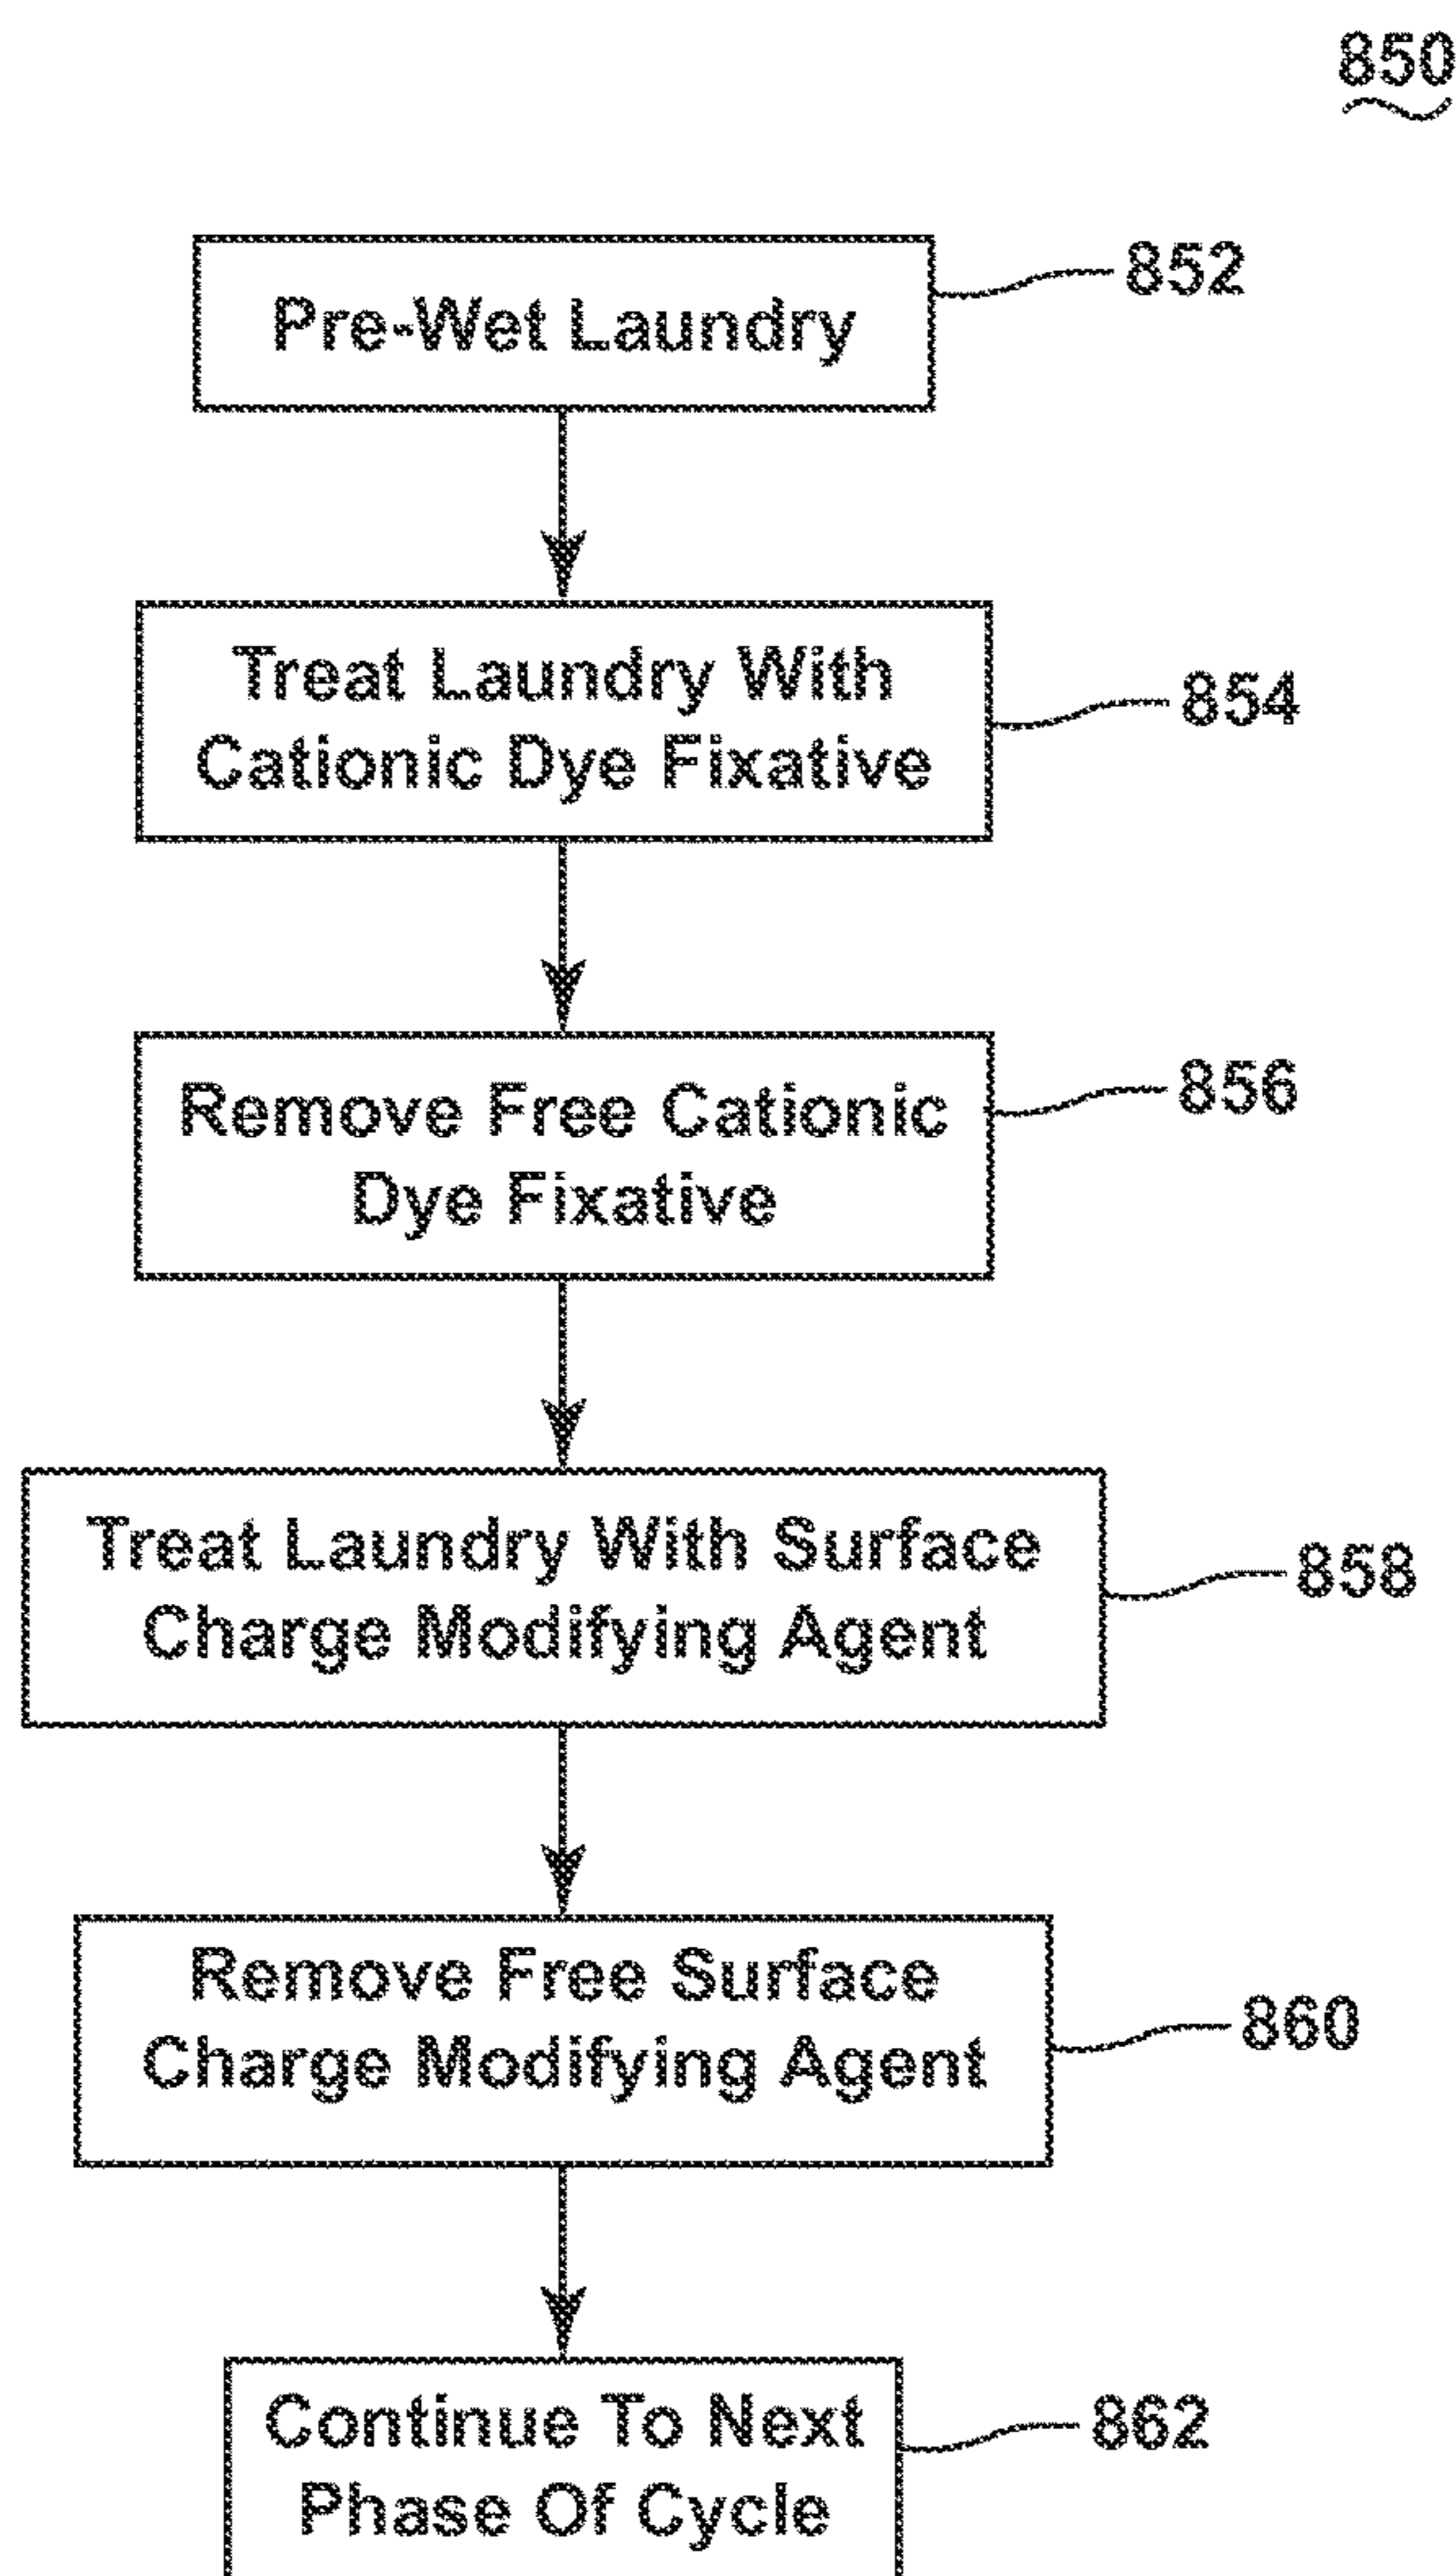 850
Pre-Wet Laundry
852
Treat Laundry With
Cationic Dye Fixative
854
Remove Free Cationic
Dye Fixative
856
Treat Laundry With Surface
Charge Modifying Agent
858
Remove Free Surface
Charge Modifying Agent
860
Continue To Next
Phase Of Cycle
862